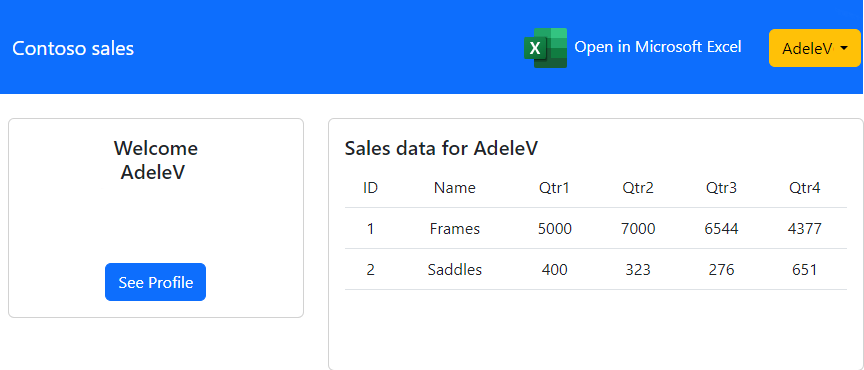 Contoso sales
X Open in Microsoft Excel
AdeleV
Welcome
AdeleV
See Profile
Sales data for AdeleV
ID Name Qtr1 Qtr2 Qtr3 Qtr4
1 Frames 5000 7000 6544 4377
2 Saddles 400 323 276 651